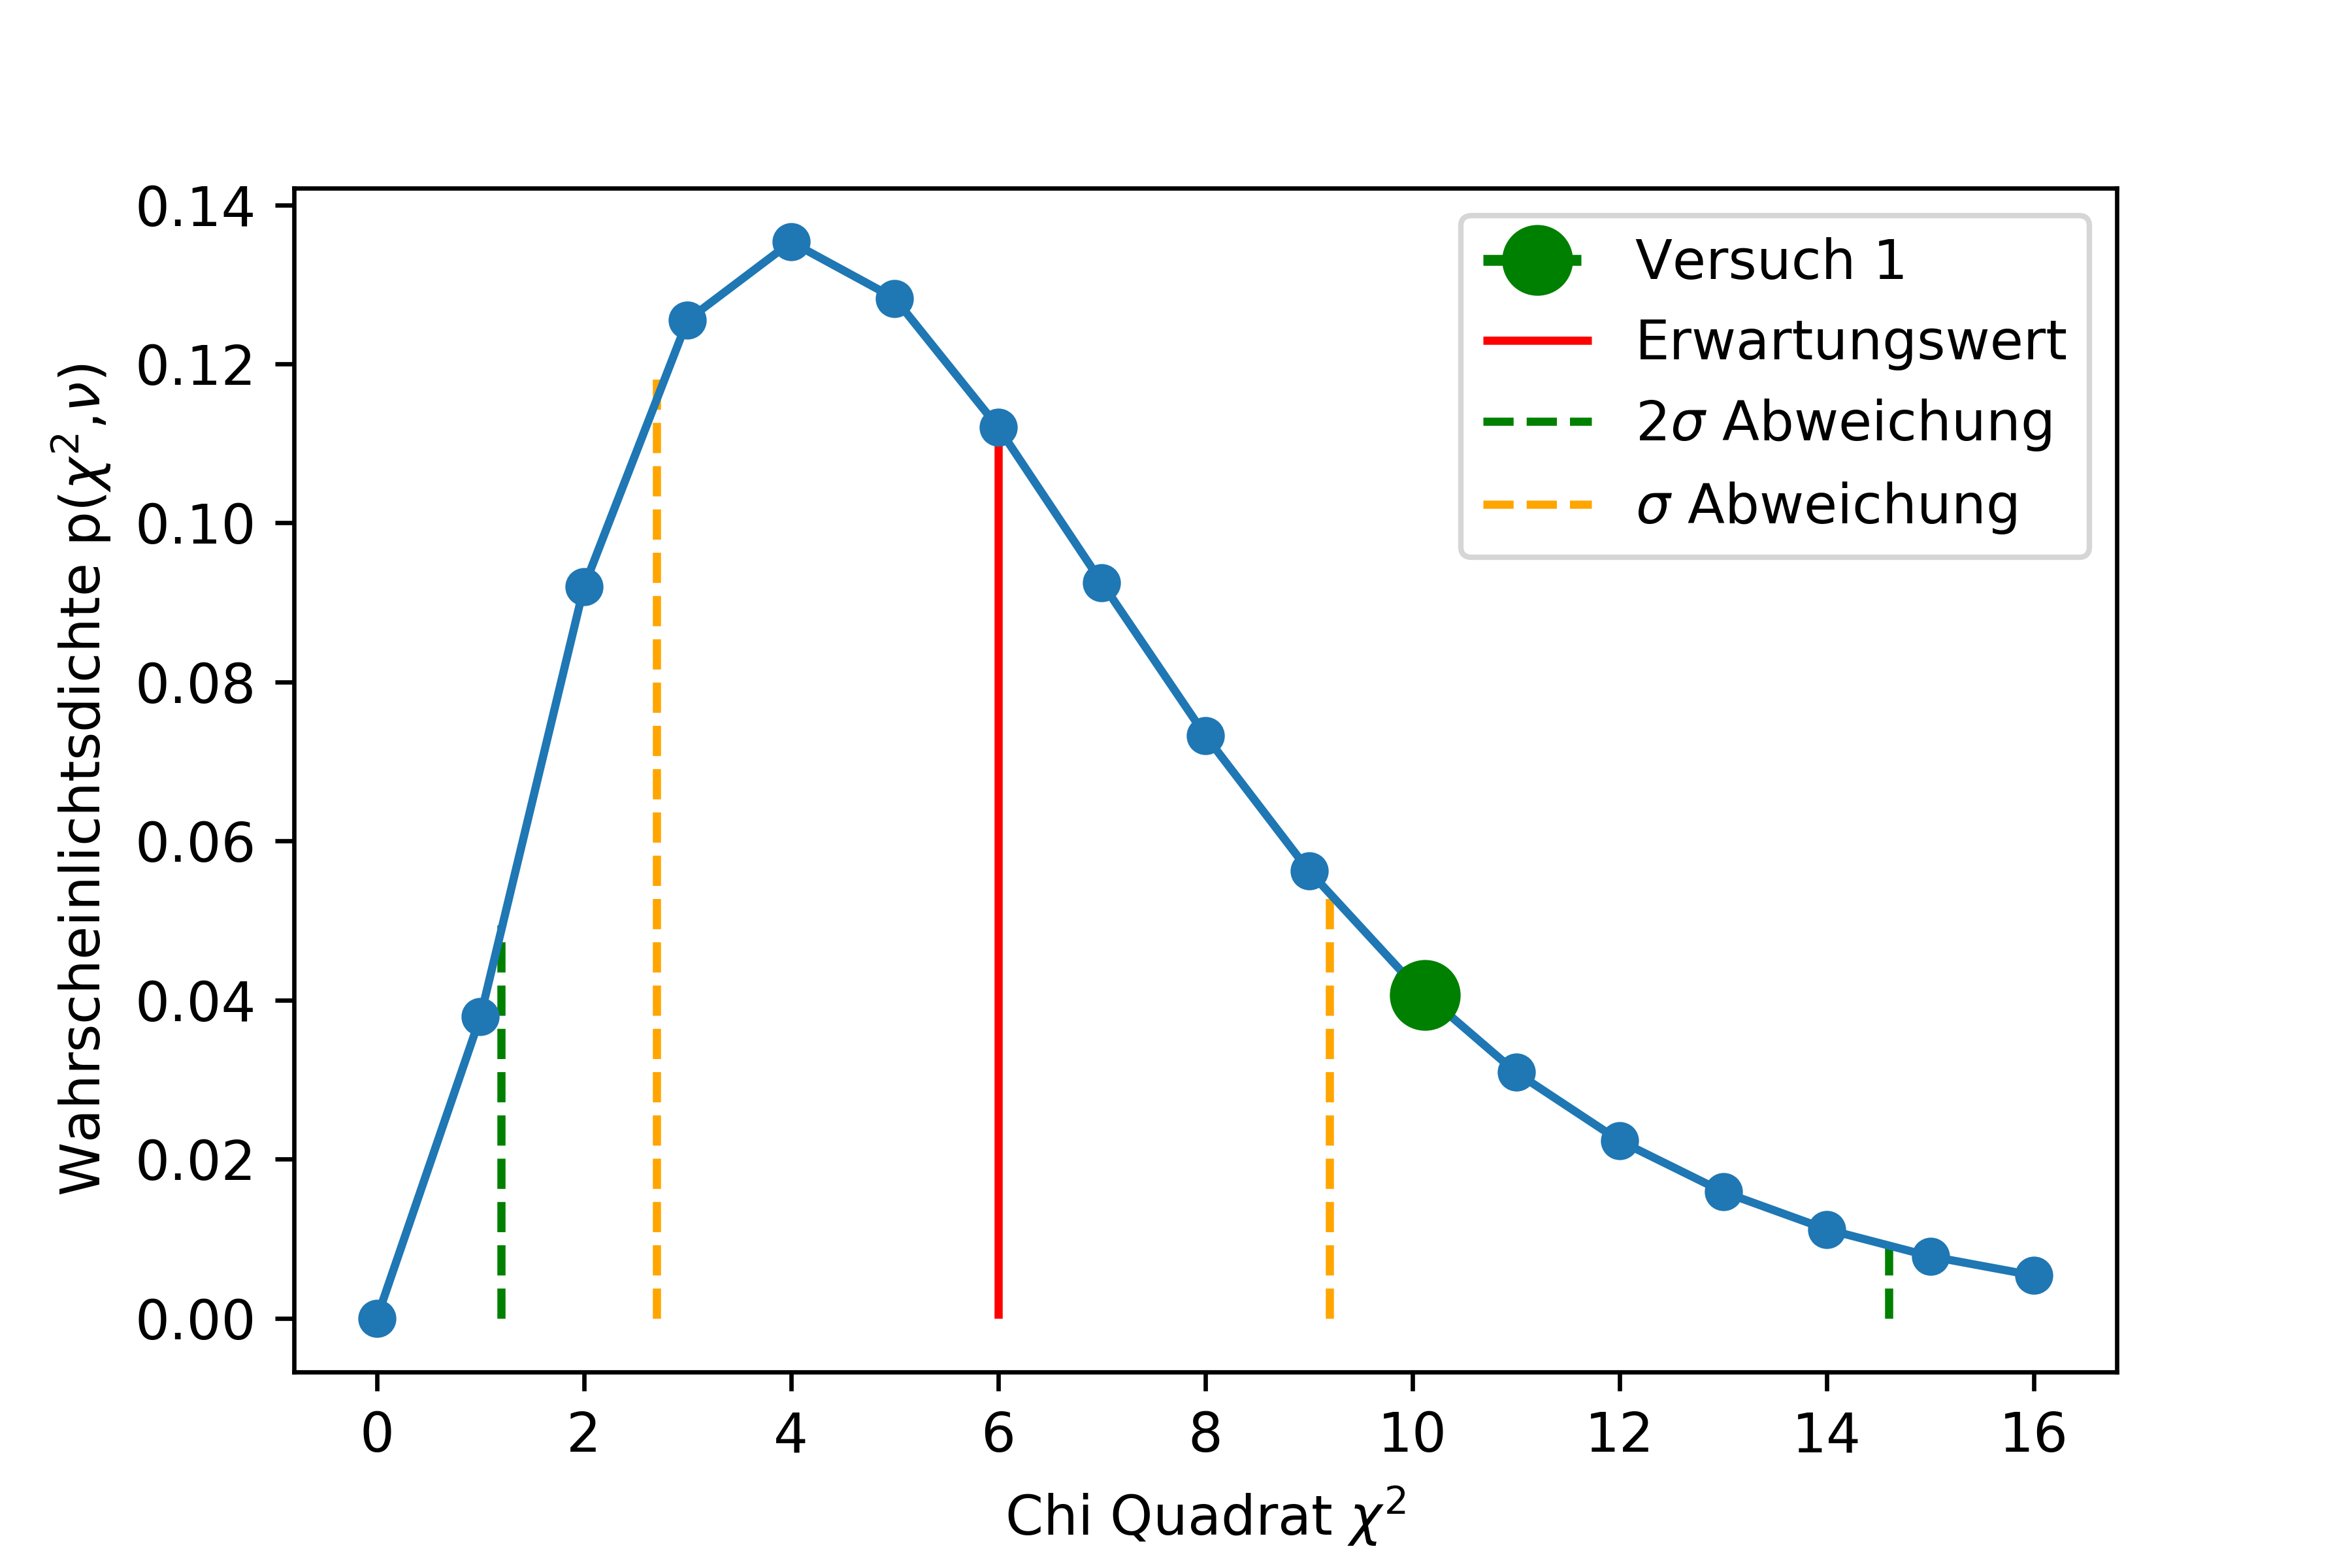 Versuch 1
Erwartungswert
2σ Abweichung
σ Abweichung
Wahrscheinlichtsdichte p(χ²,ν)
0.14
0.12
0.10
0.08
0.06
0.04
0.02
0.00
0 2 4 6 8 10 12 14 16
Chi Quadrat χ²